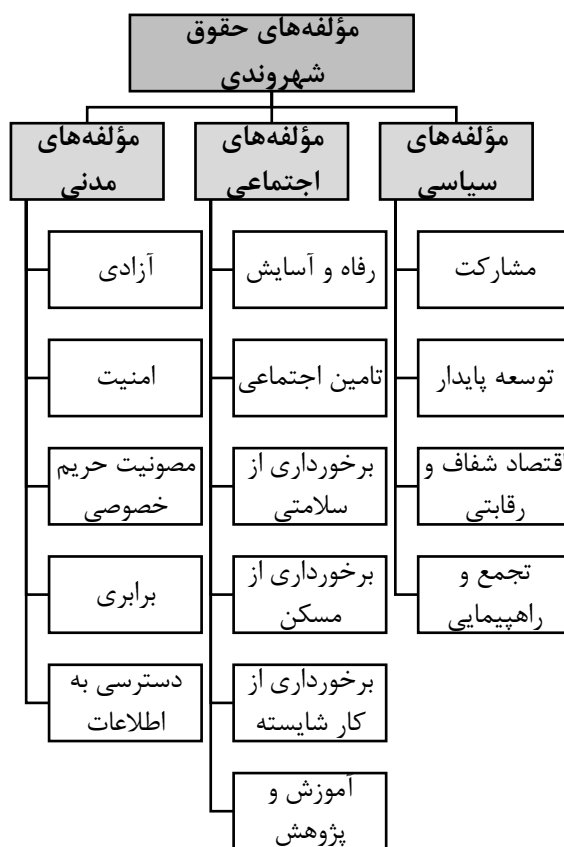 مؤلفه‌های حقوق
شهروندی
مؤلفه‌های
سیاسی
مشارکت
توسعه پایدار
اقتصاد شفاف و
رقابتی
تجمع و
راهپیمایی
مؤلفه‌های
اجتماعی
رفاه و آسایش
تامین اجتماعی
برخورداری از
سلامتی
برخورداری از
مسکن
برخورداری از
کار شایسته
آموزش و
پژوهش
مؤلفه‌های
مدنی
آزادی
امنیت
مصونیت حریم
خصوصی
برابری
دسترسی به
اطلاعات